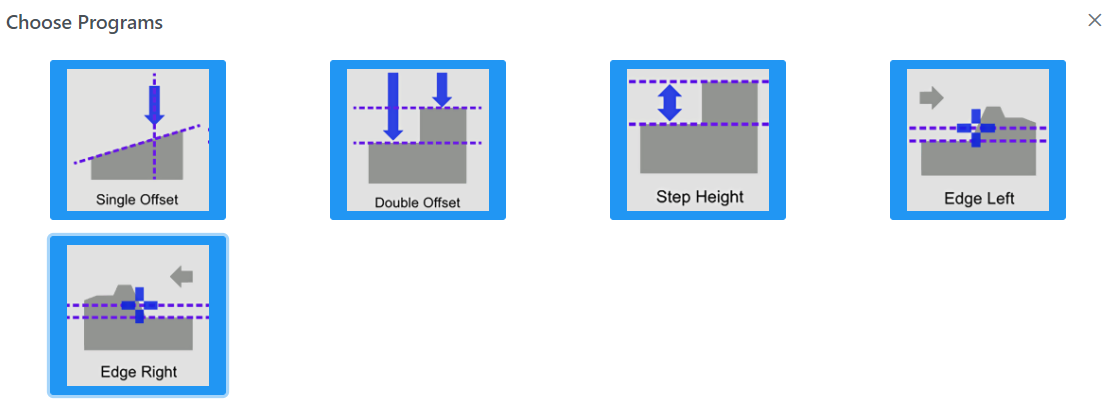 Choose Programs
Single Offset
Double Offset
Step Height
Edge Left
Edge Right